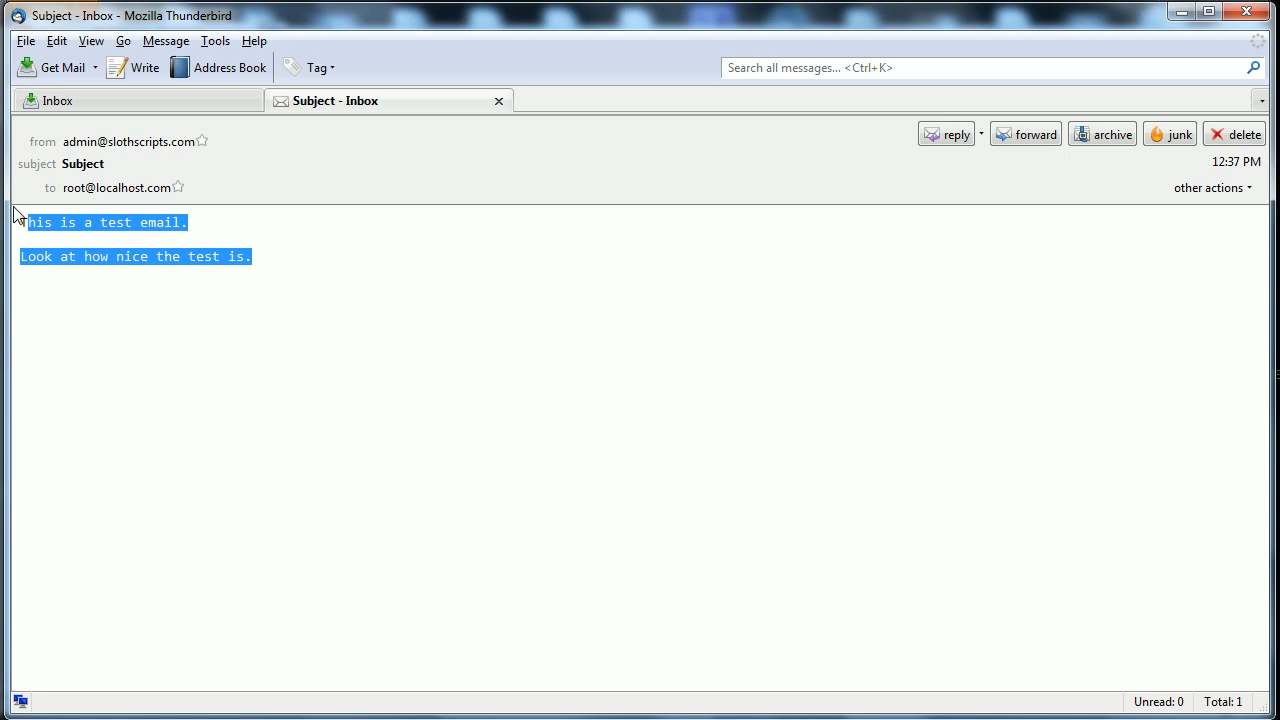 Subject - Inbox - Mozilla Thunderbird
File Edit View Go Message Tools Help
Get Mail Write Address Book Tag Search all messages... <Ctrl+K>
Inbox Subject - Inbox
from admin@slothscripts.com reply forward archive junk delete
subject Subject 12:37 PM
to root@localhost.com other actions
This is a test email.
Look at how nice the test is.
Unread: 0 Total: 1